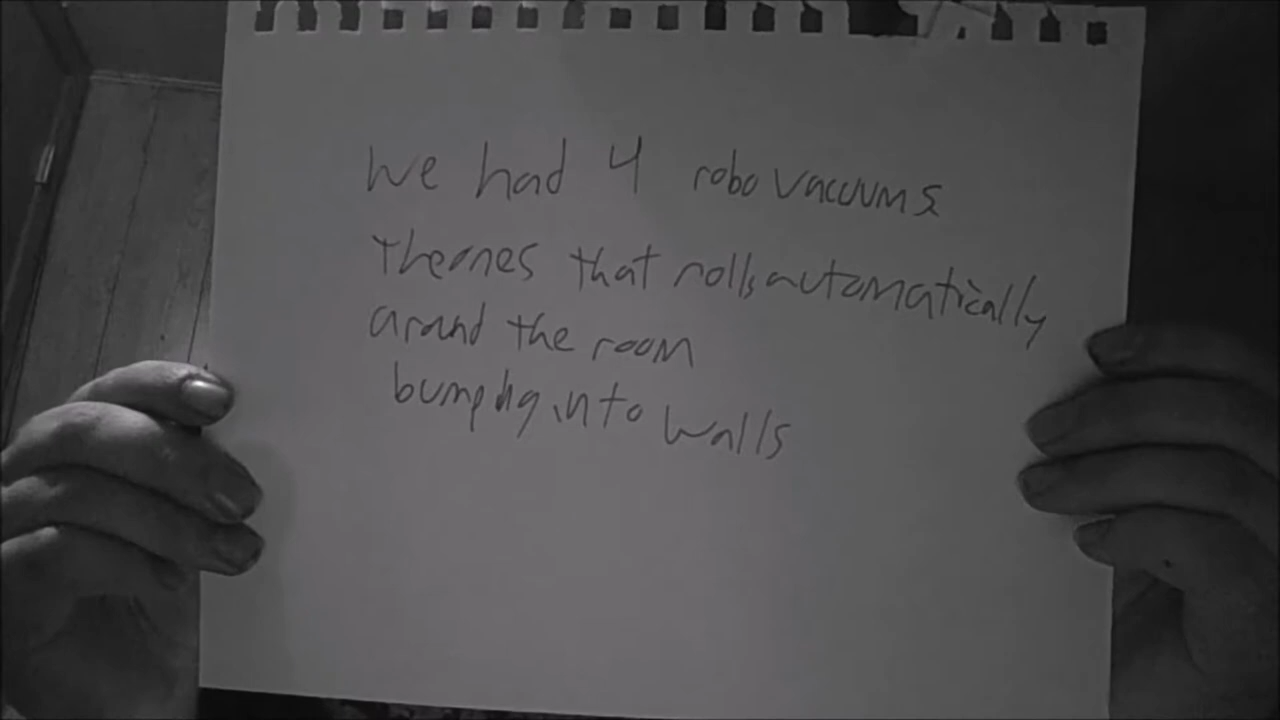 We had 4 robo vacuums
theones that rolls automatically
around the room
bumping into walls